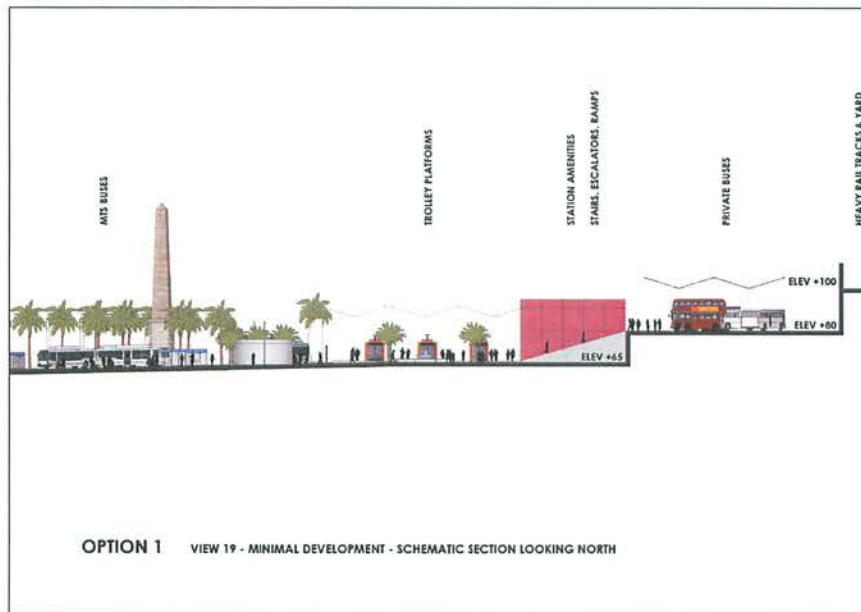 MTS BUSES
TROLLEY PLATFORMS
STATION AMENITIES
STAIRS, ESCALATORS, RAMPS
PRIVATE BUSES
HEAVY RAIL TRACKS & YARD
ELEV +100
ELEV +80
ELEV +65
OPTION 1 VIEW 19 - MINIMAL DEVELOPMENT - SCHEMATIC SECTION LOOKING NORTH